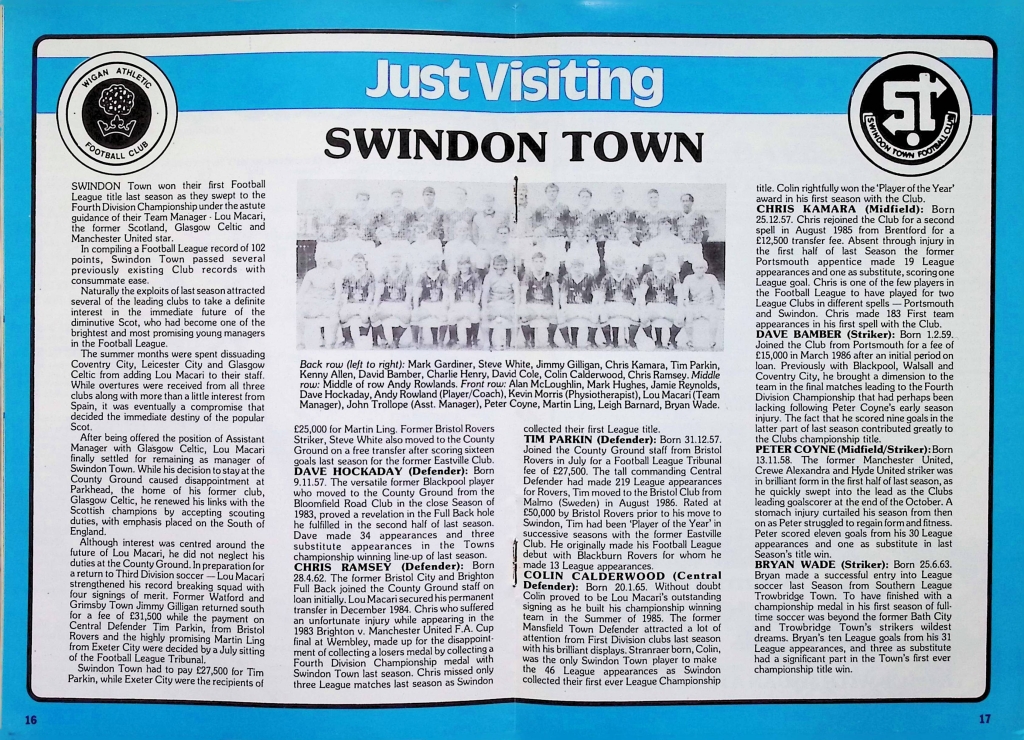 WIGAN ATHLETIC
FOOTBALL CLUB
Just Visiting
ST
SWINDON TOWN FOOTBALL CLUB
SWINDON TOWN
SWINDON Town won their first Football
League title last season as they swept to the
Fourth Division Championship under the astute
guidance of their Team Manager - Lou Macari,
the former Scotland, Glasgow Celtic and
Manchester United star.
In compiling a Football League record of 102
points, Swindon Town passed several
previously existing Club records with
consummate ease.
Naturally the exploits of last season attracted
several of the leading clubs to take a definite
interest in the immediate future of the
diminutive Scot, who had become one of the
brightest and most promising young managers
in the Football League.
The summer months were spent dissuading
Coventry City, Leicester City and Glasgow
Celtic from adding Lou Macari to their staff.
While overtures were received from all three
clubs along with more than a little interest from
Spain, it was eventually a compromise that
decided the immediate destiny of the popular
Scot.
After being offered the position of Assistant
Manager with Glasgow Celtic, Lou Macari
finally settled for remaining as manager of
Swindon Town. While his decision to stay at the
County Ground caused disappointment at
Parkhead, the home of his former club,
Glasgow Celtic, he renewed his links with the
Scottish champions by accepting scouting
duties, with emphasis placed on the South of
England.
Although interest was centred around the
future of Lou Macari, he did not neglect his
duties at the County Ground. In preparation for
a return to Third Division soccer — Lou Macari
strengthened his record breaking squad with
four signings of merit. Former Watford and
Grimsby Town Jimmy Gilligan returned south
for a fee of £31,500 while the payment on
Central Defender Tim Parkin, from Bristol
Rovers and the highly promising Martin Ling
from Exeter City were decided by a July sitting
of the Football League Tribunal.
Swindon Town had to pay £27,500 for Tim
Parkin, while Exeter City were the recipients of
Back row (left to right): Mark Gardiner, Steve White, Jimmy Gilligan, Chris Kamara, Tim Parkin,
Kenny Allen, David Bamber, Charlie Henry, David Cole, Colin Calderwood, Chris Ramsey. Middle
row: Middle of row Andy Rowlands. Front row: Alan McLoughlin, Mark Hughes, Jamie Reynolds,
Dave Hockaday, Andy Rowland (Player/Coach), Kevin Morris (Physiotherapist), Lou Macari (Team
Manager), John Trollope (Asst. Manager), Peter Coyne, Martin Ling, Leigh Barnard, Bryan Wade.
£25,000 for Martin Ling. Former Bristol Rovers
Striker, Steve White also moved to the County
Ground on a free transfer after scoring sixteen
goals last season for the former Eastville Club.
DAVE HOCKADAY (Defender): Born
9.11.57. The versatile former Blackpool player
who moved to the County Ground from the
Bloomfield Road Club in the close Season of
1983, proved a revelation in the Full Back hole
he fulfilled in the second half of last season.
Dave made 34 appearances and three
substitute appearances in the Towns
championship winning line-up last season.
CHRIS RAMSEY (Defender): Born
28.4.62. The former Bristol City and Brighton
Full Back joined the County Ground staff on
loan initially. Lou Macari secured his permanent
transfer in December 1984. Chris who suffered
an unfortunate injury while appearing in the
1983 Brighton v. Manchester United F.A. Cup
final at Wembley, made up for the disappoint-
ment of collecting a losers medal by collecting a
Fourth Division Championship medal with
Swindon Town last season. Chris missed only
three League matches last season as Swindon
collected their first League title.
TIM PARKIN (Defender): Born 31.12.57.
Joined the County Ground staff from Bristol
Rovers in July for a Football League Tribunal
fee of £27,500. The tall commanding Central
Defender had made 219 League appearances
for Rovers, Tim moved to the Bristol Club from
Malmo (Sweden) in August 1986. Rated at
£50,000 by Bristol Rovers prior to his move to
Swindon, Tim had been 'Player of the Year' in
successive seasons with the former Eastville
Club. He originally made his Football League
debut with Blackburn Rovers for whom he
made 13 League appearances.
COLIN CALDERWOOD (Central
Defender): Born 20.1.65. Without doubt
Colin proved to be Lou Macari's outstanding
signing as he built his championship winning
team in the Summer of 1985. The former
Mansfield Town Defender attracted a lot of
attention from First Division clubs last season
with his brilliant displays. Stranraer born, Colin,
was the only Swindon Town player to make
the 46 League appearances as Swindon
collected their first ever League Championship
title. Colin rightfully won the 'Player of the Year'
award in his first season with the Club.
CHRIS KAMARA (Midfield): Born
25.12.57. Chris rejoined the Club for a second
spell in August 1985 from Brentford for a
£12,500 transfer fee. Absent through injury in
the first half of last Season the former
Portsmouth appentice made 19 League
appearances and one as substitute, scoring one
League goal. Chris is one of the few players in
the Football League to have played for two
League Clubs in different spells — Portsmouth
and Swindon. Chris made 183 First team
appearances in his first spell with the Club.
DAVE BAMBER (Striker): Born 1.2.59.
Joined the Club from Portsmouth for a fee of
£15,000 in March 1986 after an initial period on
loan. Previously with Blackpool, Walsall and
Coventry City, he brought a dimension to the
team in the final matches leading to the Fourth
Division Championship that had perhaps been
lacking following Peter Coyne's early season
injury. The fact that he scored nine goals in the
latter part of last season contributed greatly to
the Clubs championship title.
PETER COYNE (Midfield/Striker): Born
13.11.58. The former Manchester United,
Crewe Alexandra and Hyde United striker was
in brilliant form in the first half of last season, as
he quickly swept into the lead as the Clubs
leading goalscorer at the end of October. A
stomach injury curtailed his season from then
on as Peter struggled to regain form and fitness.
Peter scored eleven goals from his 30 League
appearances and one as substitute in last
Season's title win.
BRYAN WADE (Striker): Born 25.6.63.
Bryan made a successful entry into League
soccer last Season from Southern League
Trowbridge Town. To have finished with a
championship medal in his first season of full-
time soccer was beyond the former Bath City
and Trowbridge Town's strikers wildest
dreams. Bryan's ten League goals from his 31
League appearances, and three as substitute
had a significant part in the Town's first ever
championship title win.
16
17